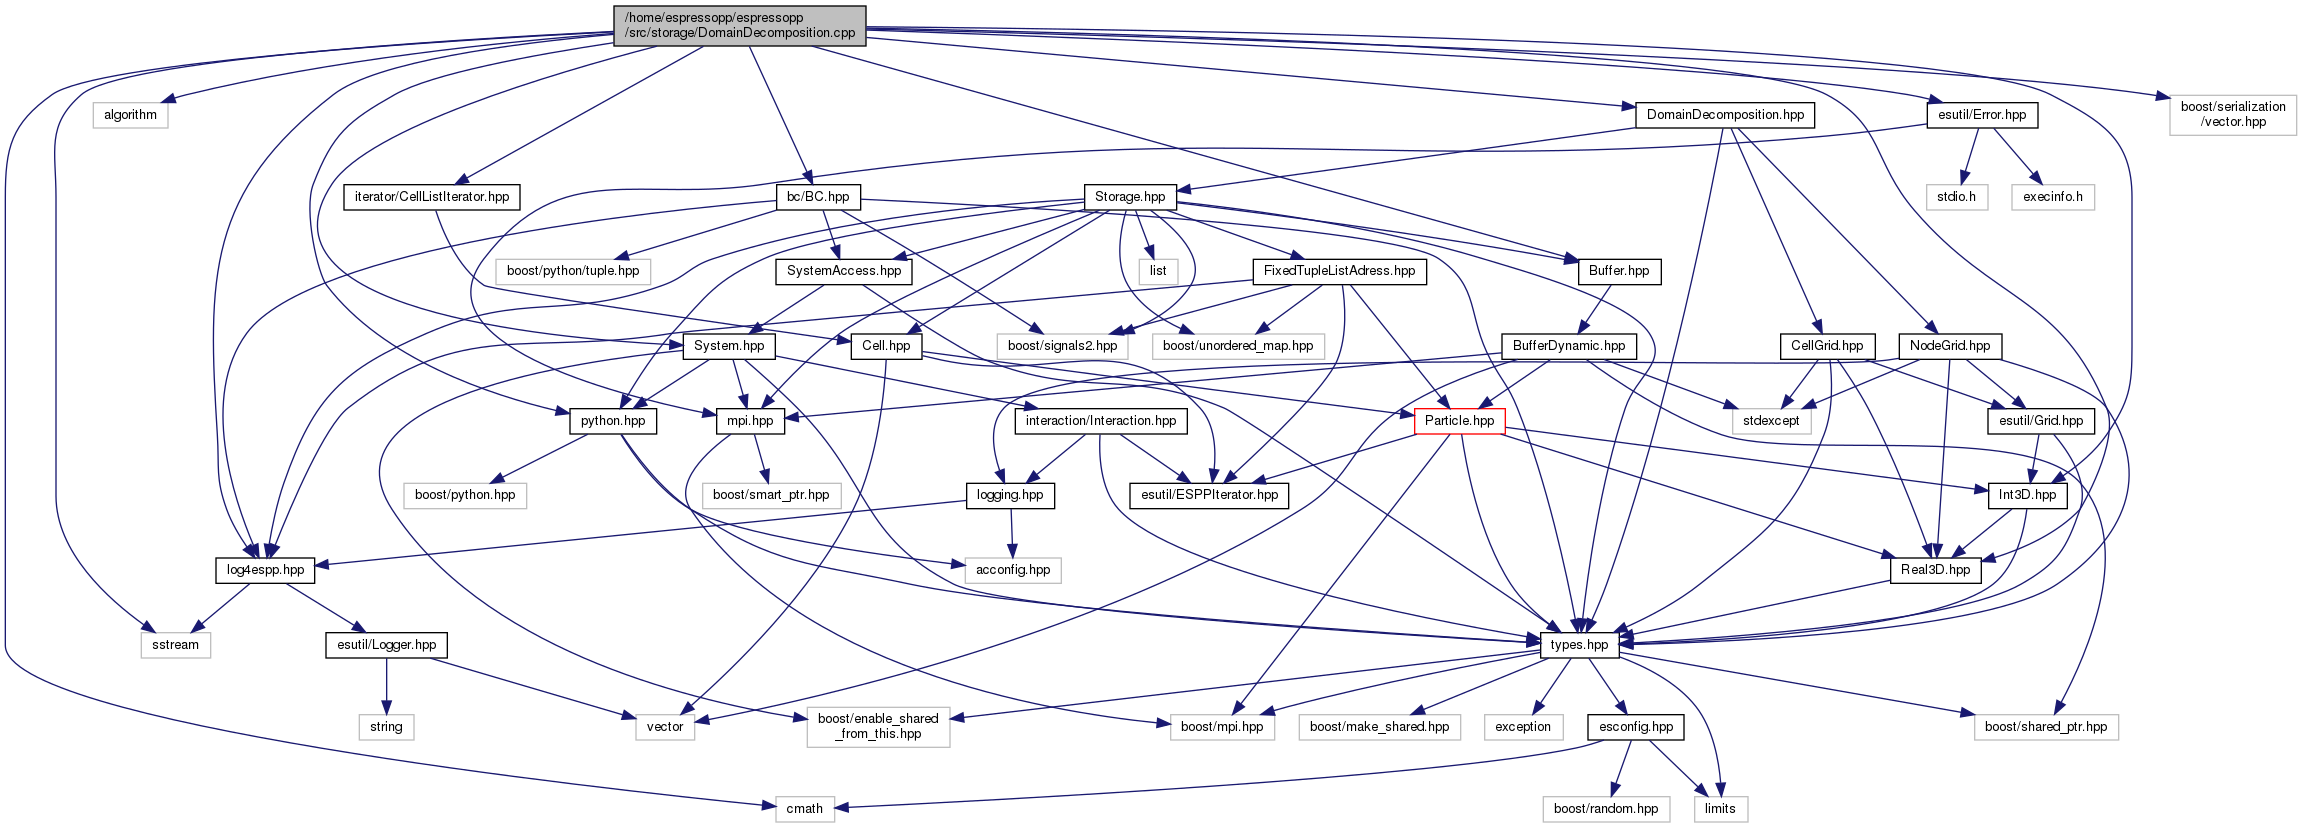 /home/espressopp/espressopp
/src/storage/DomainDecomposition.cpp
algorithm
DomainDecomposition.hpp
esutil/Error.hpp
boost/serialization
/vector.hpp
iterator/CellListIterator.hpp
bc/BC.hpp
Storage.hpp
stdio.h
execinfo.h
boost/python/tuple.hpp
SystemAccess.hpp
list
FixedTupleListAdress.hpp
Buffer.hpp
System.hpp
Cell.hpp
boost/signals2.hpp
boost/unordered_map.hpp
BufferDynamic.hpp
CellGrid.hpp
NodeGrid.hpp
python.hpp
mpi.hpp
interaction/Interaction.hpp
Particle.hpp
stdexcept
esutil/Grid.hpp
boost/python.hpp
boost/smart_ptr.hpp
logging.hpp
esutil/ESPPIterator.hpp
Int3D.hpp
log4espp.hpp
acconfig.hpp
Real3D.hpp
sstream
esutil/Logger.hpp
types.hpp
string
vector
boost/enable_shared
_from_this.hpp
boost/mpi.hpp
boost/make_shared.hpp
exception
esconfig.hpp
boost/shared_ptr.hpp
cmath
boost/random.hpp
limits